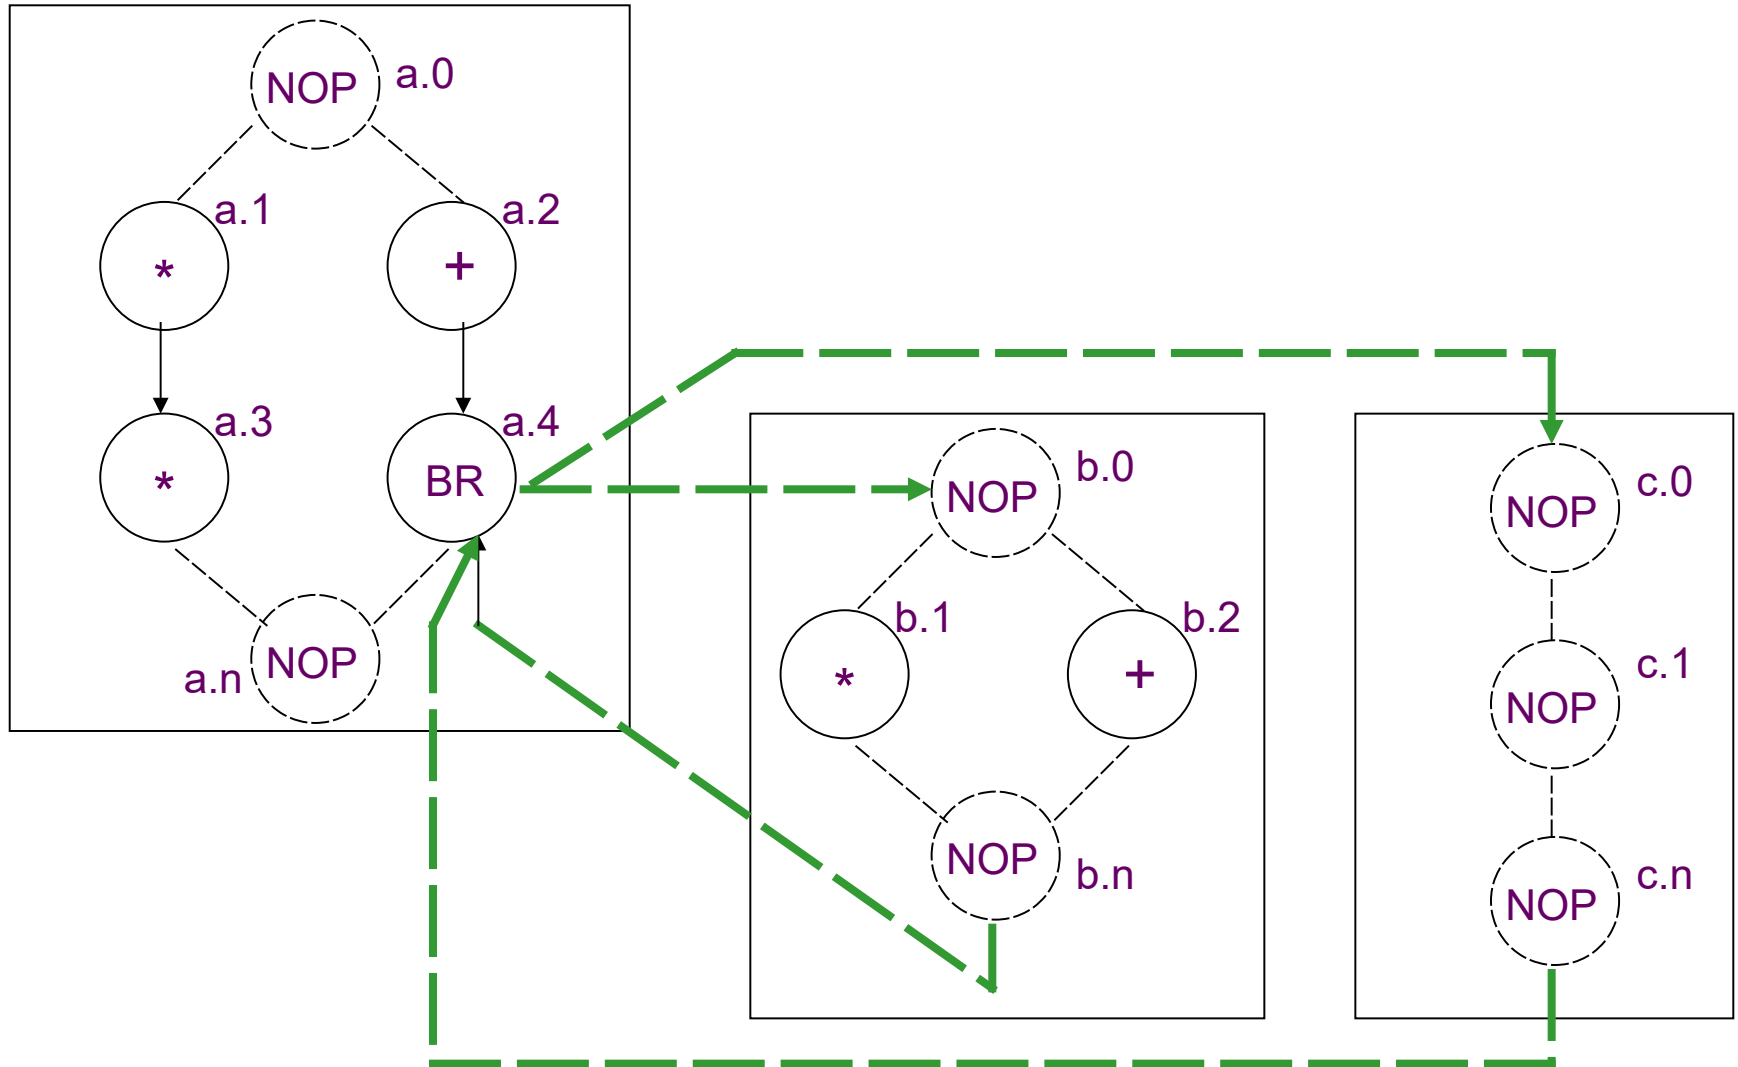 NOP a.0
a.1 a.2
* +
a.3 a.4
* BR
a.n NOP
b.0
NOP
b.1 b.2
* +
NOP
b.n
c.0
NOP
c.1
NOP
c.n
NOP